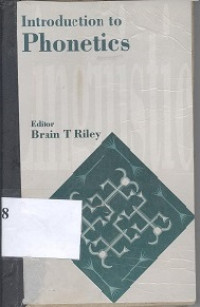 Introduction to
Phonetics
Editor
Brain T Riley
8